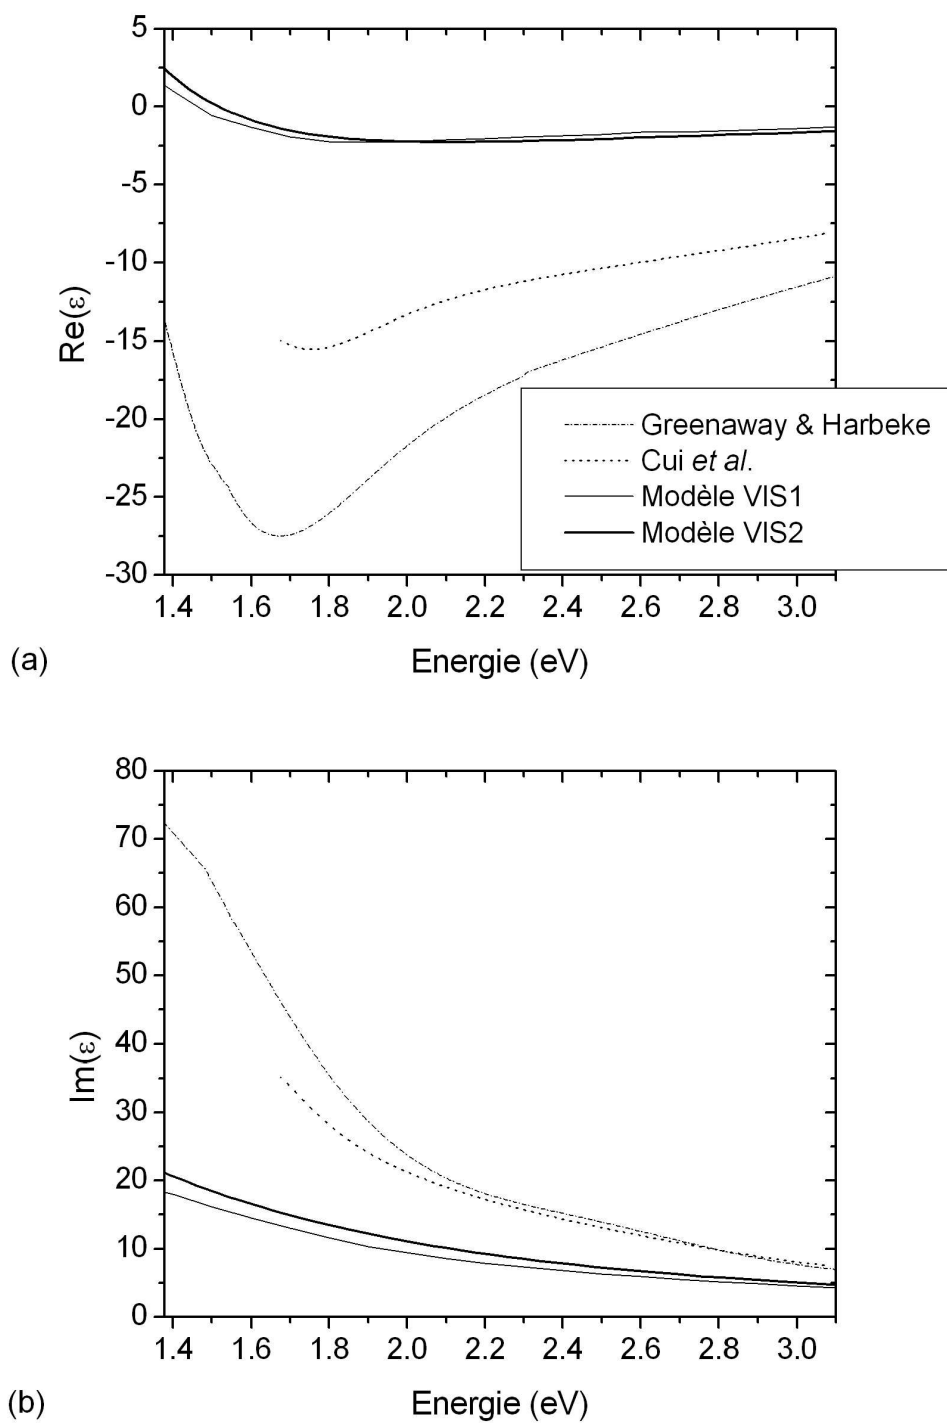 5
0
-5
-10
-15
-20
-25
-30
Re(ε)
1.4 1.6 1.8 2.0 2.2 2.4 2.6 2.8 3.0
Energie (eV)
(a)
Greenaway & Harbeke
Cui et al.
Modèle VIS1
Modèle VIS2
80
70
60
50
40
30
20
10
0
Im(ε)
1.4 1.6 1.8 2.0 2.2 2.4 2.6 2.8 3.0
Energie (eV)
(b)